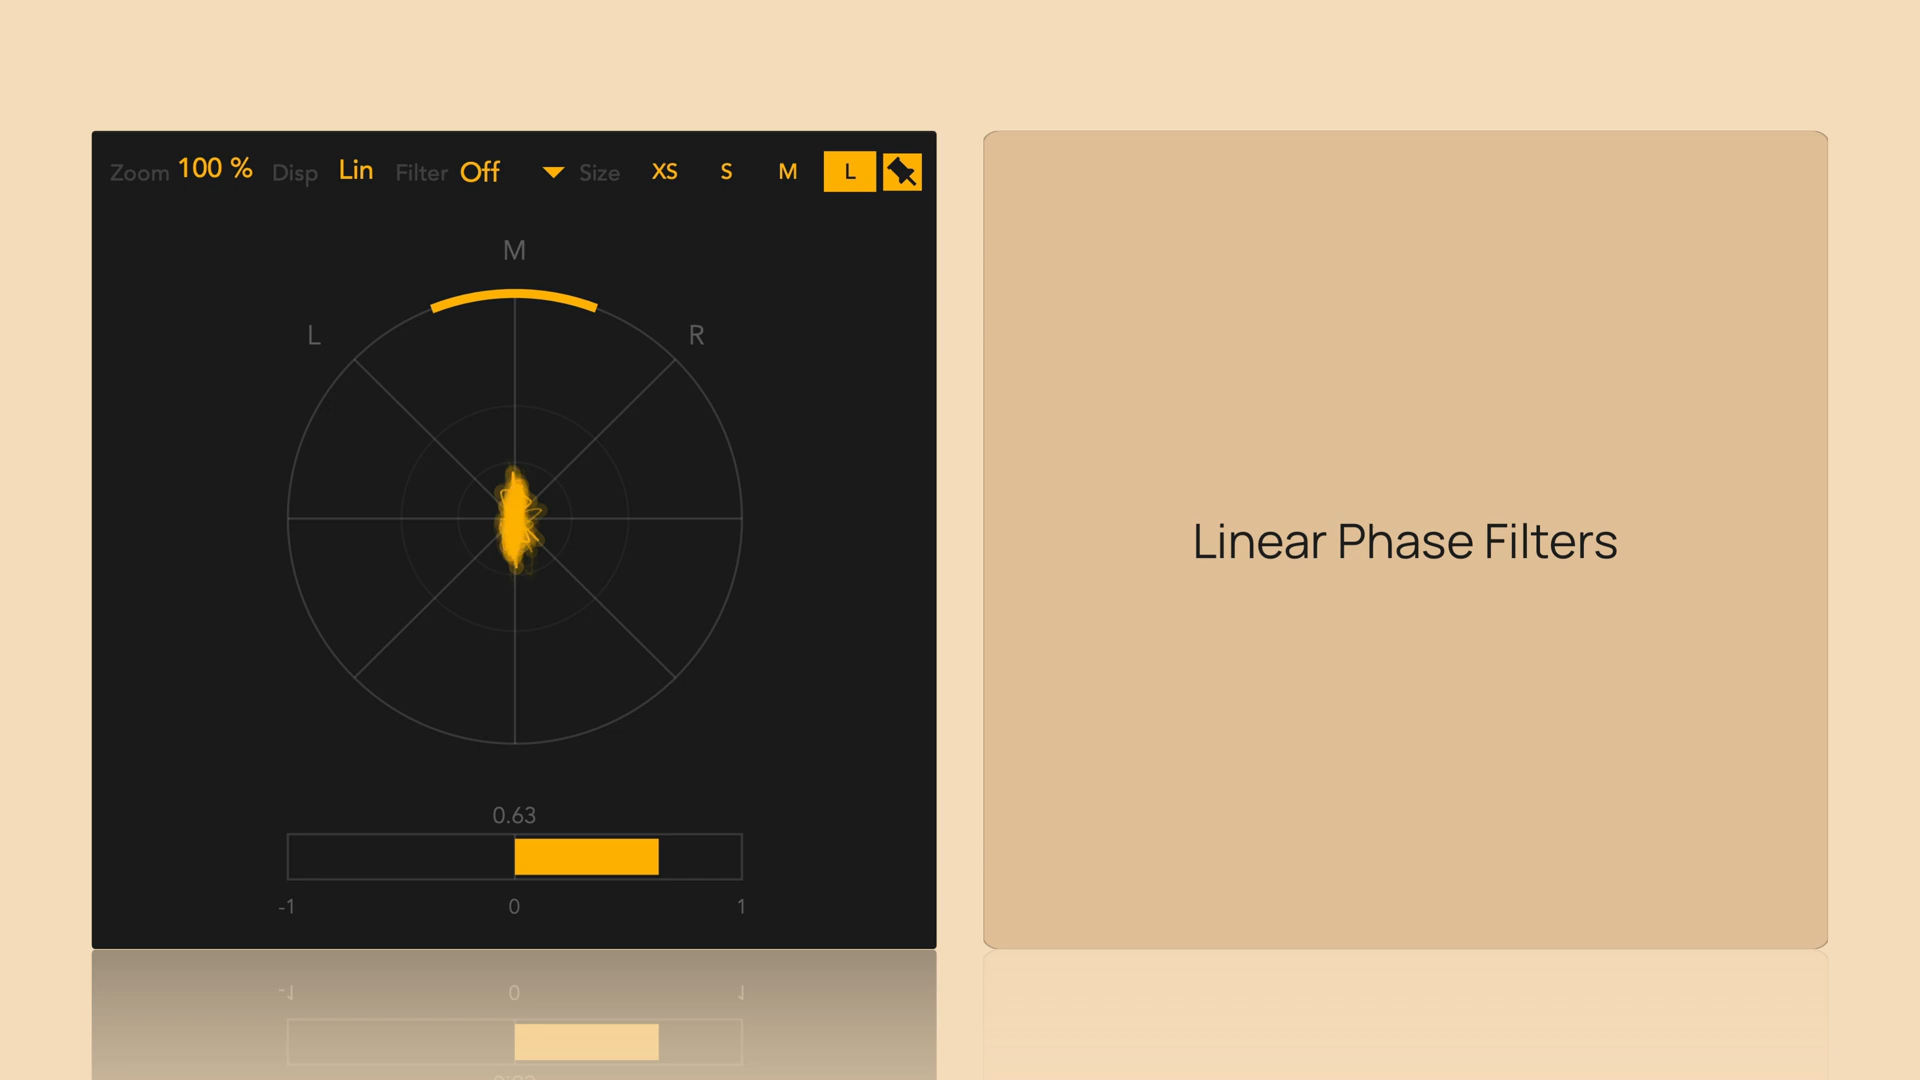 Zoom 100 % Disp Lin Filter Off Size XS S M L
M
L R
0.63
-1 0 1
Linear Phase Filters